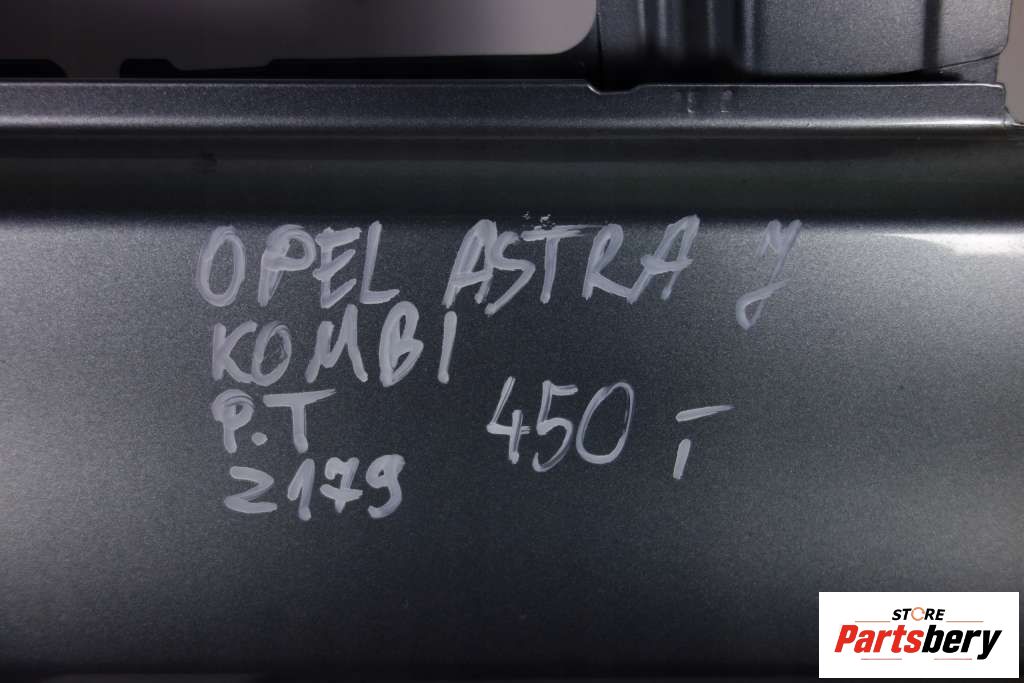 OPEL ASTRA J
KOMBI
P.T
2179
450,-
STORE
Partsbery